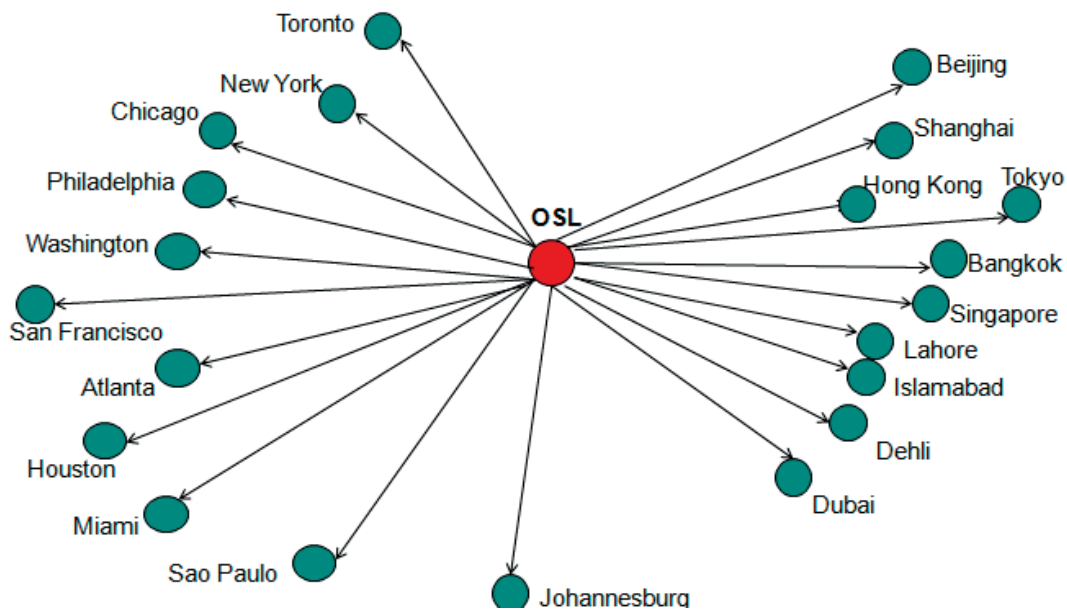 Toronto
Beijing
New York
Chicago
Shanghai
Philadelphia
Hong Kong
Tokyo
OSL
Washington
Bangkok
San Francisco
Singapore
Lahore
Atlanta
Islamabad
Houston
Dehli
Miami
Dubai
Sao Paulo
Johannesburg